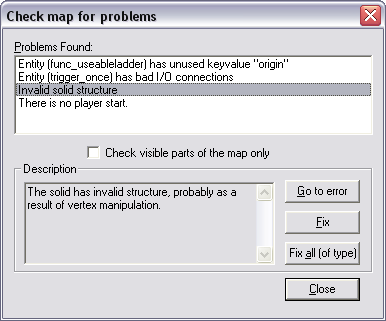 Check map for problems
Problems Found:
Entity (func_useableladder) has unused keyvalue "origin"
Entity (trigger_once) has bad I/O connections
Invalid solid structure
There is no player start.
Check visible parts of the map only
Description
The solid has invalid structure, probably as a
result of vertex manipulation.
Go to error
Fix
Fix all (of type)
Close